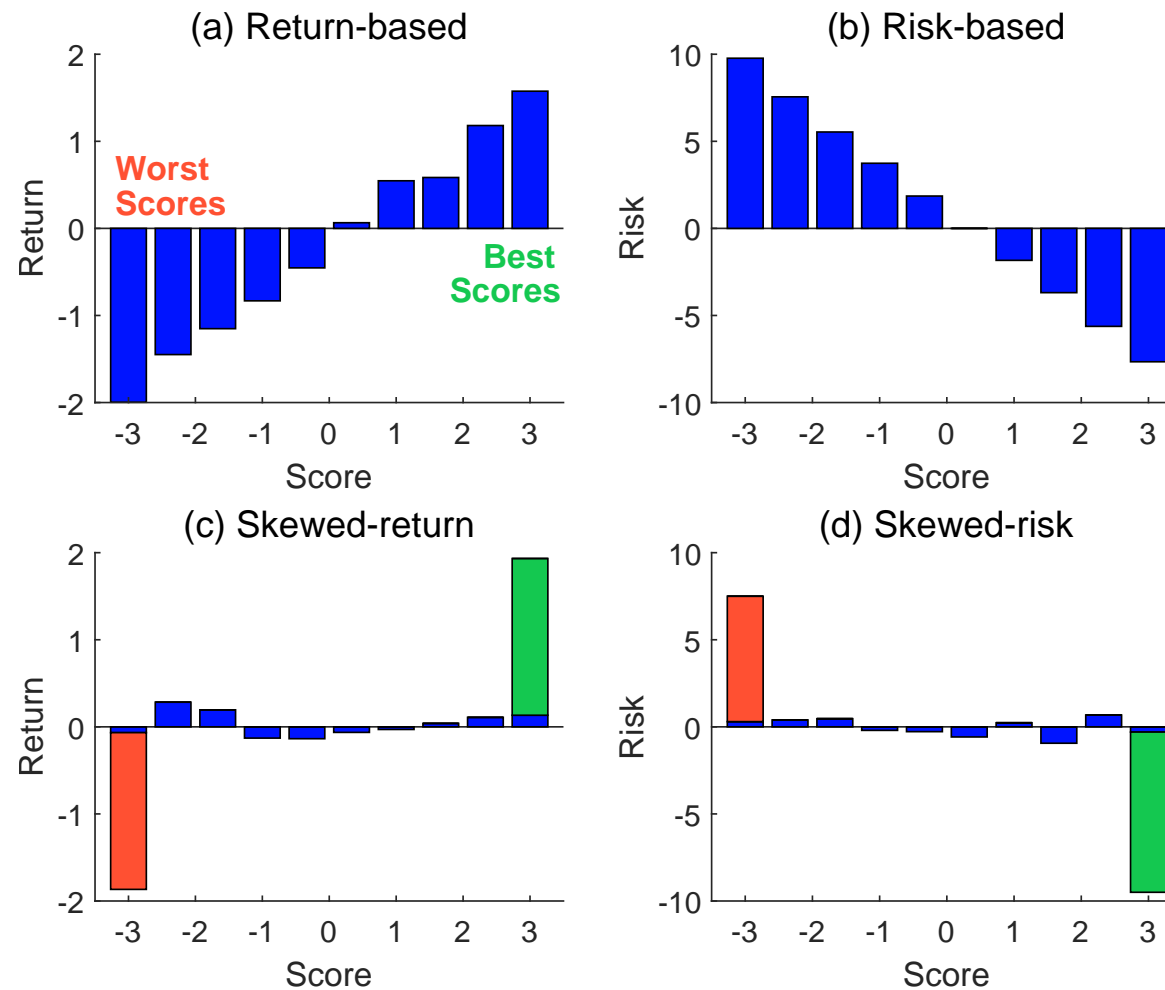 (a) Return-based
2
1
0
-1
-2
Return
Worst
Scores
Best
Scores
-3 -2 -1 0 1 2 3
Score
(b) Risk-based
10
5
0
-5
-10
Risk
-3 -2 -1 0 1 2 3
Score
(c) Skewed-return
2
1
0
-1
-2
Return
-3 -2 -1 0 1 2 3
Score
(d) Skewed-risk
10
5
0
-5
-10
Risk
-3 -2 -1 0 1 2 3
Score